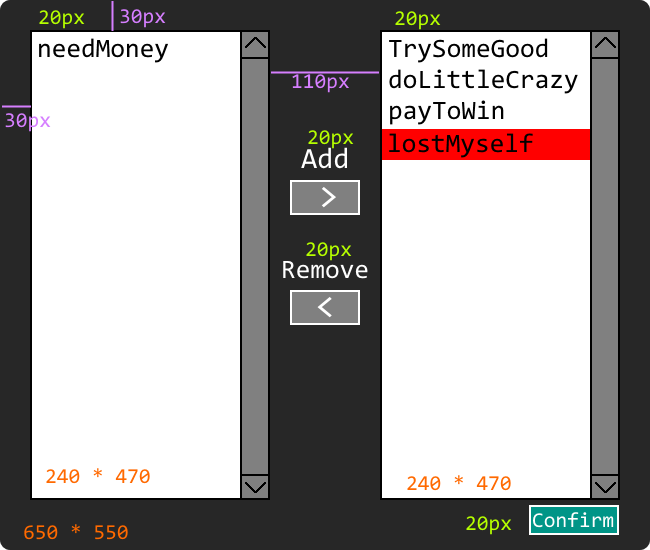 20px
30px
20px
needMoney
TrySomeGood
110px
doLittleCrazy
30px
payToWin
20px
lostMyself
Add
>
20px
Remove
<
240 * 470
240 * 470
650 * 550
20px
Confirm